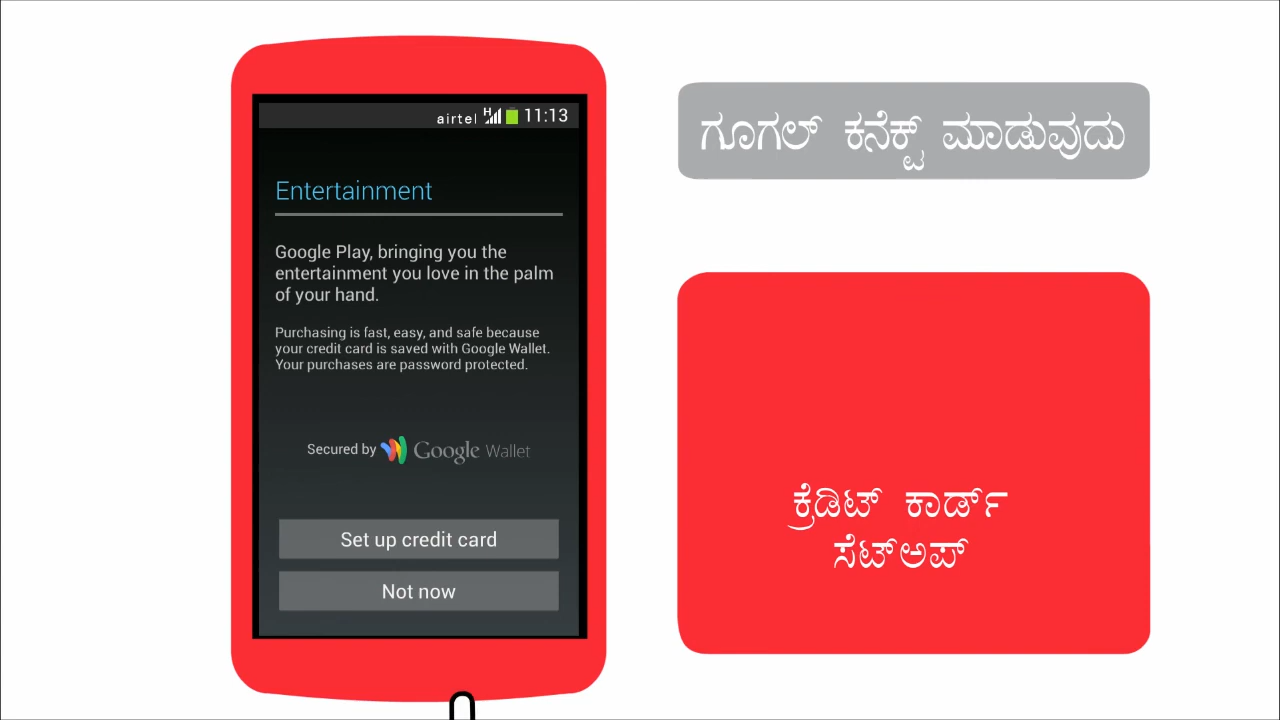 airtel H 11:13
Entertainment
Google Play, bringing you the
entertainment you love in the palm
of your hand.
Purchasing is fast, easy, and safe because
your credit card is saved with Google Wallet.
Your purchases are password protected.
Secured by Google Wallet
Set up credit card
Not now
ಗೂಗಲ್ ಕನೆಕ್ಟ್ ಮಾಡುವುದು
ಕ್ರೆಡಿಟ್ ಕಾರ್ಡ್
ಸೆಟ್ಅಪ್